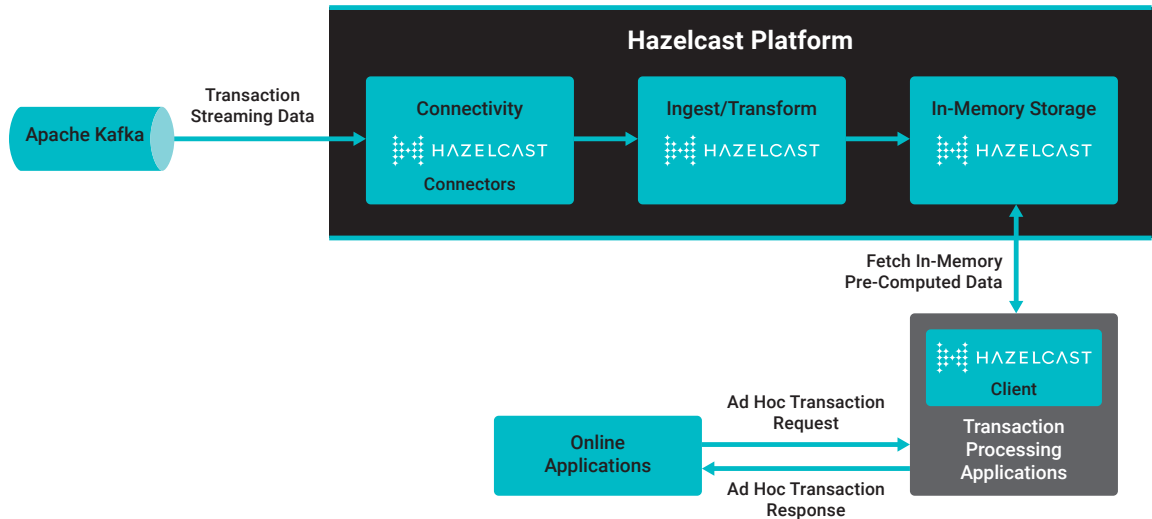 Hazelcast Platform
Transaction
Streaming Data
Apache Kafka
Connectivity
HAZELCAST
Connectors
Ingest/Transform
HAZELCAST
In-Memory Storage
HAZELCAST
Fetch In-Memory
Pre-Computed Data
HAZELCAST
Client
Transaction
Processing
Applications
Ad Hoc Transaction
Request
Online
Applications
Ad Hoc Transaction
Response